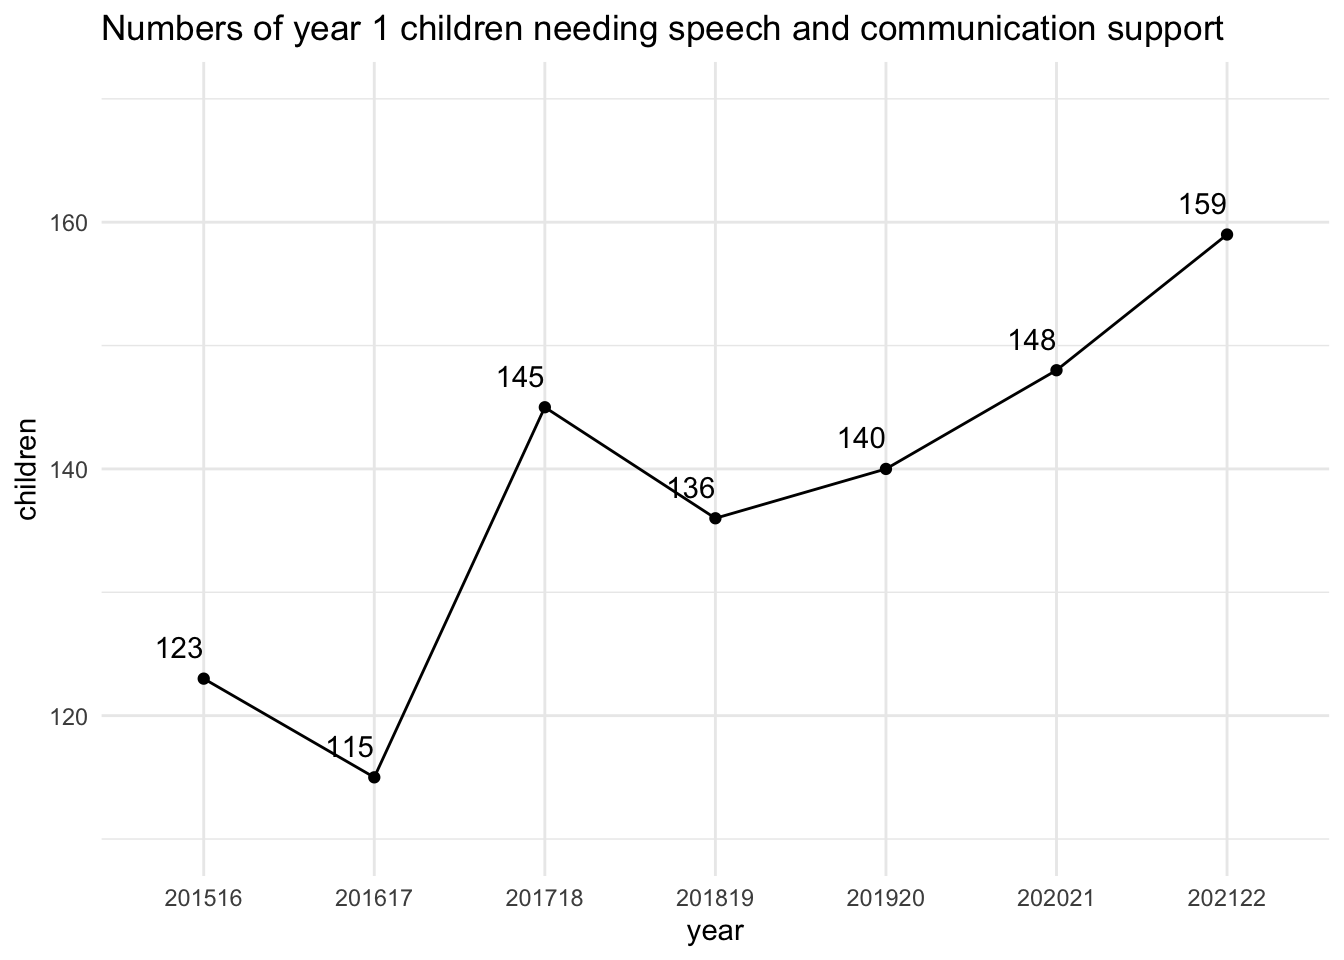 Numbers of year 1 children needing speech and communication support
160
140
120
children
159
148
145
140
136
123
115
201516 201617 201718 201819 201920 202021 202122
year